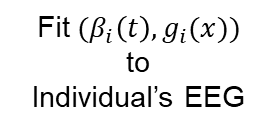 Fit (βᵢ(t), gᵢ(x))
to
Individual's EEG